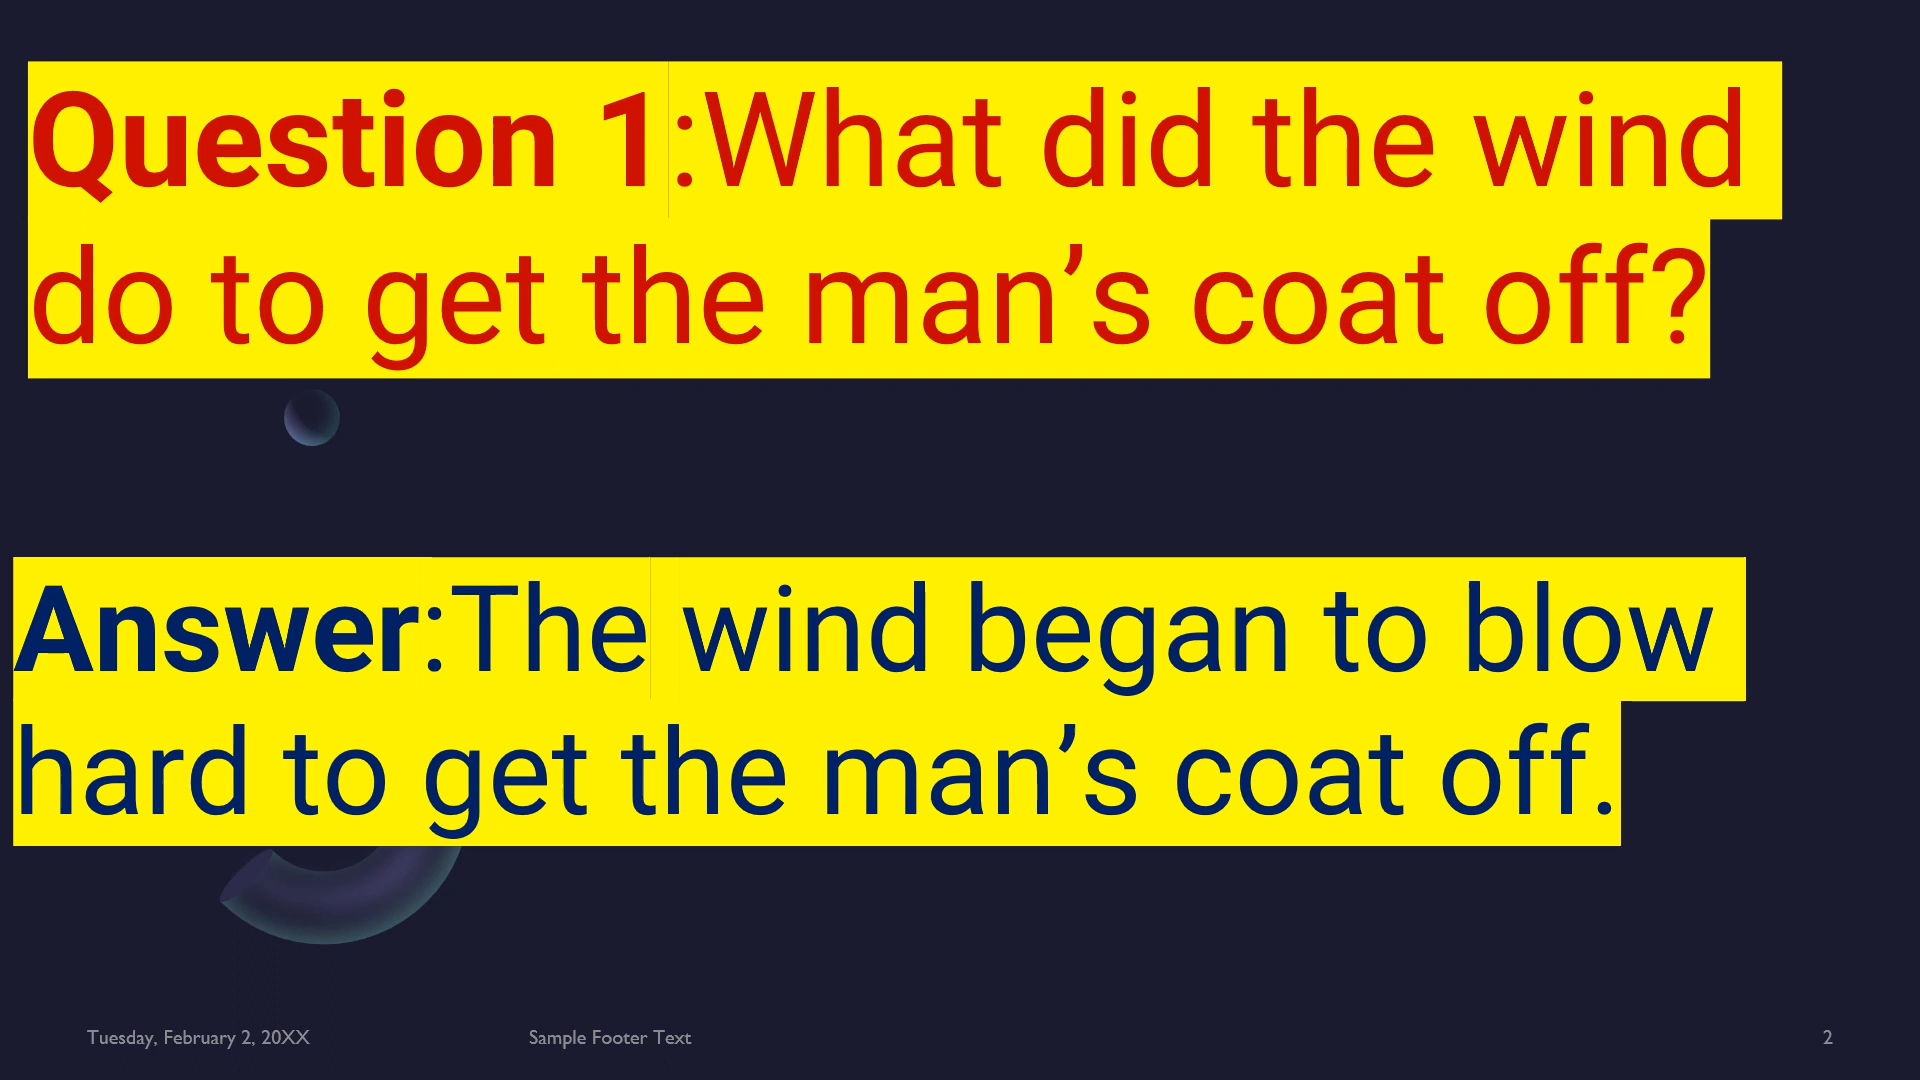 Question 1:What did the wind
do to get the man’s coat off?
Answer:The wind began to blow
hard to get the man’s coat off.
Tuesday, February 2, 20XX
Sample Footer Text
2